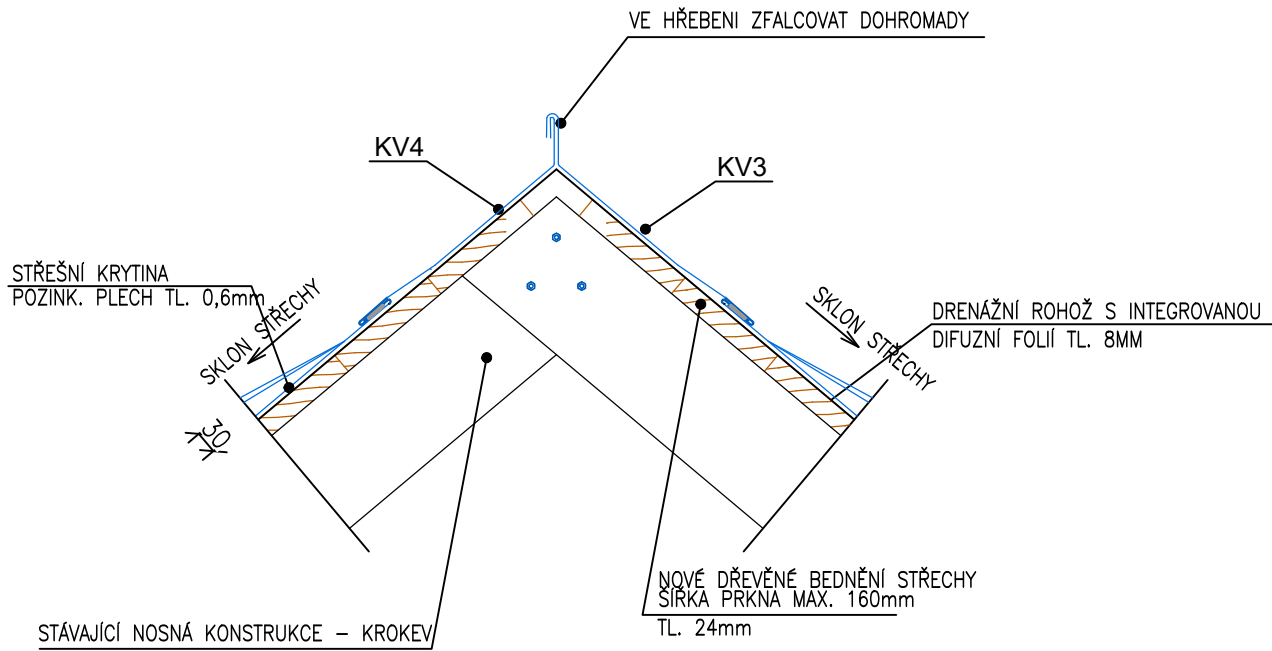 VE HŘEBENI ZFALCOVAT DOHROMADY
KV4
KV3
STŘEŠNÍ KRYTINA
POZINK. PLECH TL. 0,6mm
SKLON STŘECHY
SKLON STŘECHY
DRENÁŽNÍ ROHOŽ S INTEGROVANOU
DIFUZNÍ FOLIÍ TL. 8MM
30
NOVÉ DŘEVĚNÉ BEDNĚNÍ STŘECHY
ŠÍŘKA PRKNA MAX. 160mm
TL. 24mm
STÁVAJÍCÍ NOSNÁ KONSTRUKCE – KROKEV